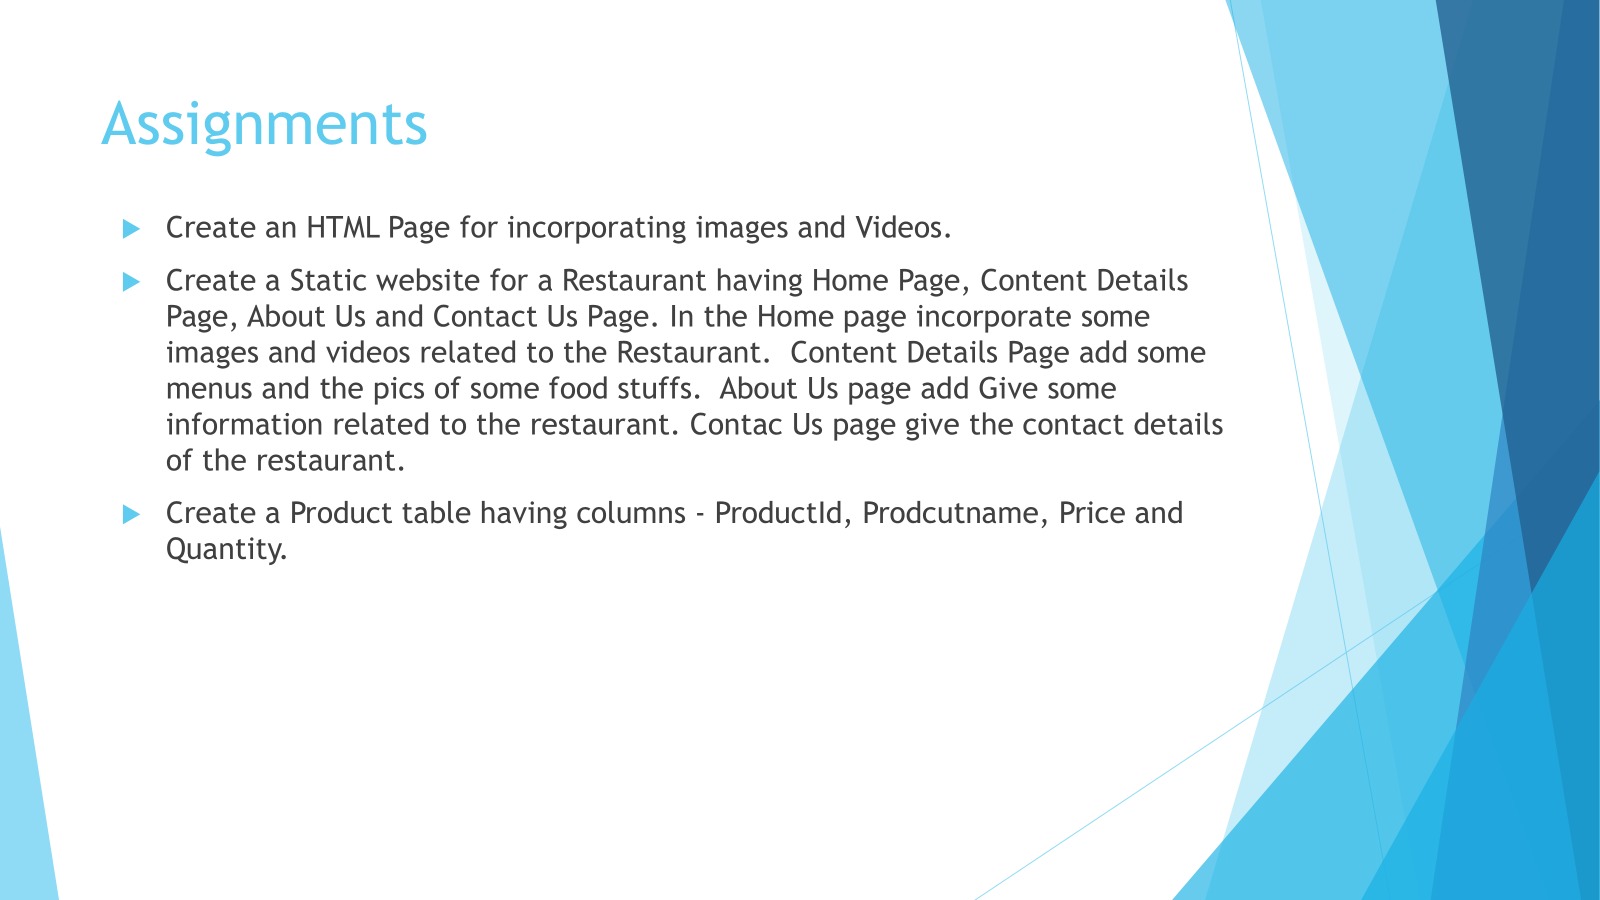 Assignments
Create an HTML Page for incorporating images and Videos.
Create a Static website for a Restaurant having Home Page, Content Details
Page, About Us and Contact Us Page. In the Home page incorporate some
images and videos related to the Restaurant.  Content Details Page add some
menus and the pics of some food stuffs.  About Us page add Give some
information related to the restaurant. Contac Us page give the contact details
of the restaurant.
Create a Product table having columns - ProductId, Prodcutname, Price and
Quantity.